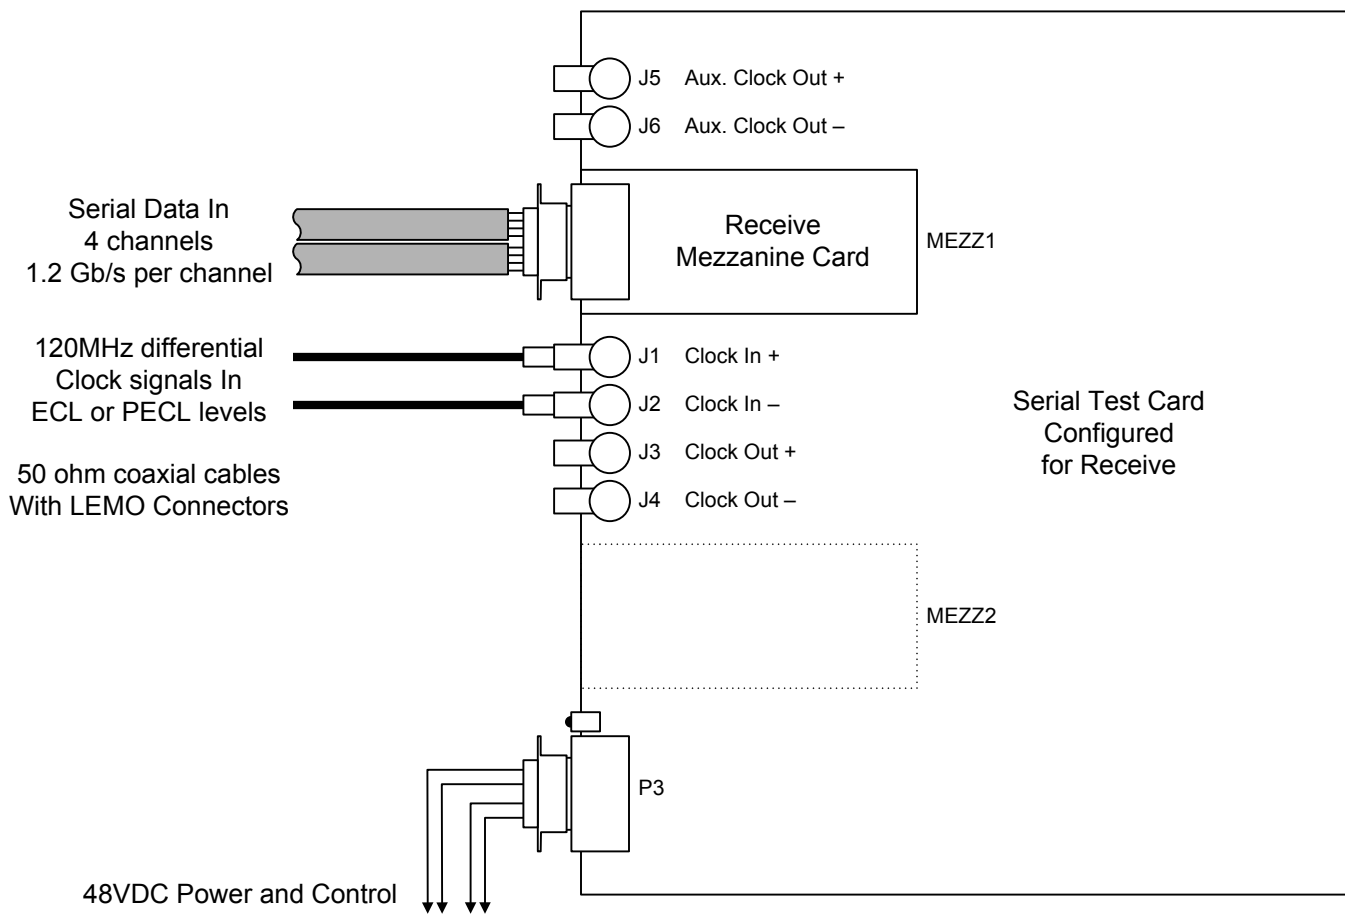 J5 Aux. Clock Out +
J6 Aux. Clock Out –
Serial Data In
4 channels
1.2 Gb/s per channel
Receive
Mezzanine Card
MEZZ1
120MHz differential
Clock signals In
ECL or PECL levels
50 ohm coaxial cables
With LEMO Connectors
J1 Clock In +
J2 Clock In –
J3 Clock Out +
J4 Clock Out –
Serial Test Card
Configured
for Receive
MEZZ2
P3
48VDC Power and Control